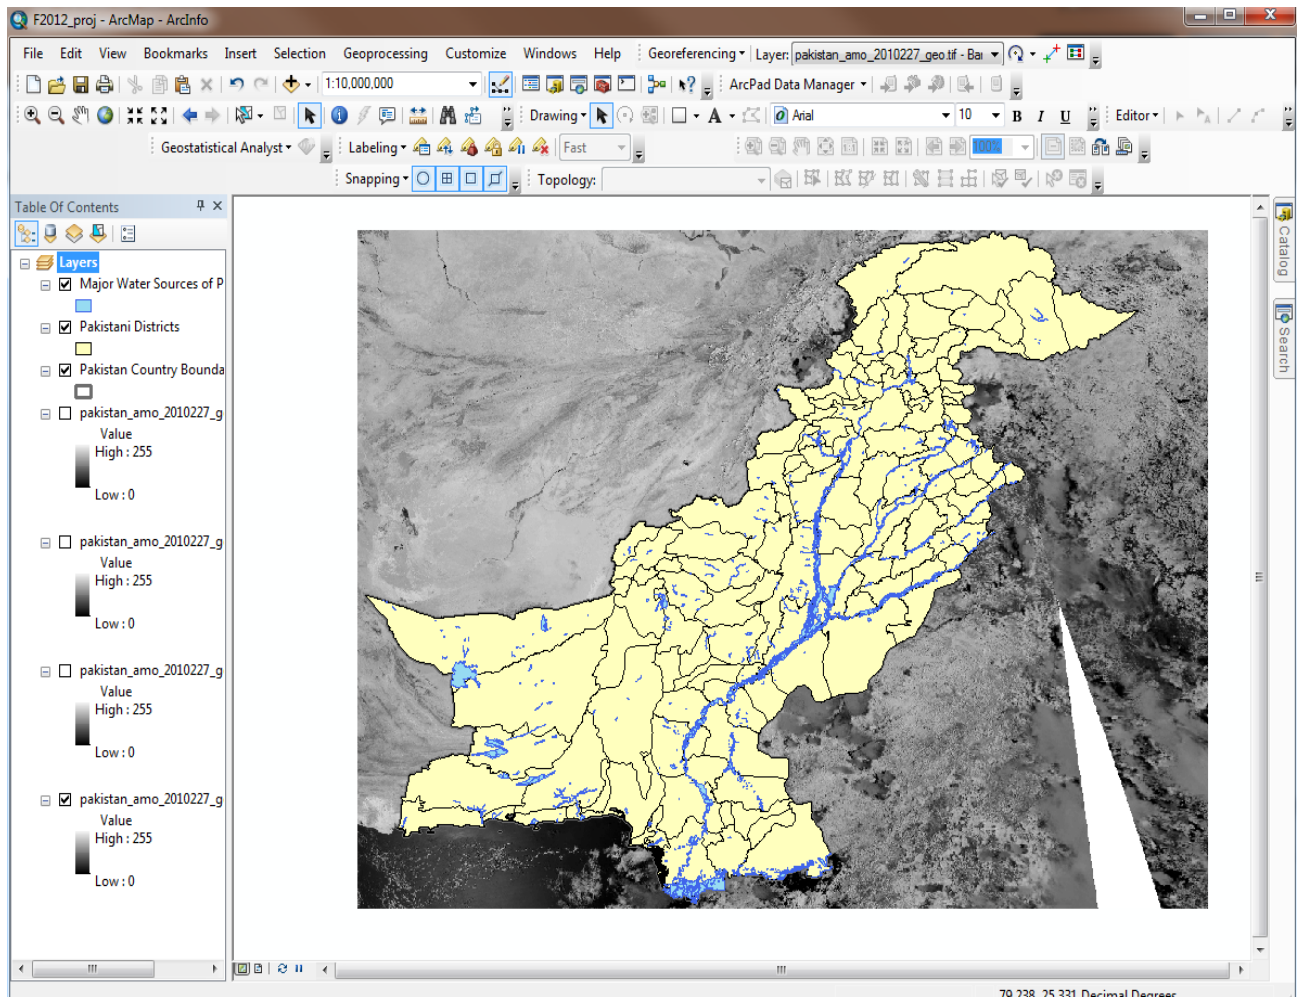 F2012_proj - ArcMap - ArcInfo
File Edit View Bookmarks Insert Selection Geoprocessing Customize Windows Help Georeferencing Layer: pakistan_amo_2010227_geo.tif - Ba
1:10,000,000 ArcPad Data Manager
Drawing A Arial 10 B I U Editor
Geostatistical Analyst Labeling Fast 100%
Snapping Topology:
Table Of Contents
Layers
Major Water Sources of P
Pakistani Districts
Pakistan Country Bounda
pakistan_amo_2010227_g
Value
High : 255
Low : 0
pakistan_amo_2010227_g
Value
High : 255
Low : 0
pakistan_amo_2010227_g
Value
High : 255
Low : 0
pakistan_amo_2010227_g
Value
High : 255
Low : 0
Catalog
Search
79.238 25.331 Decimal Degrees